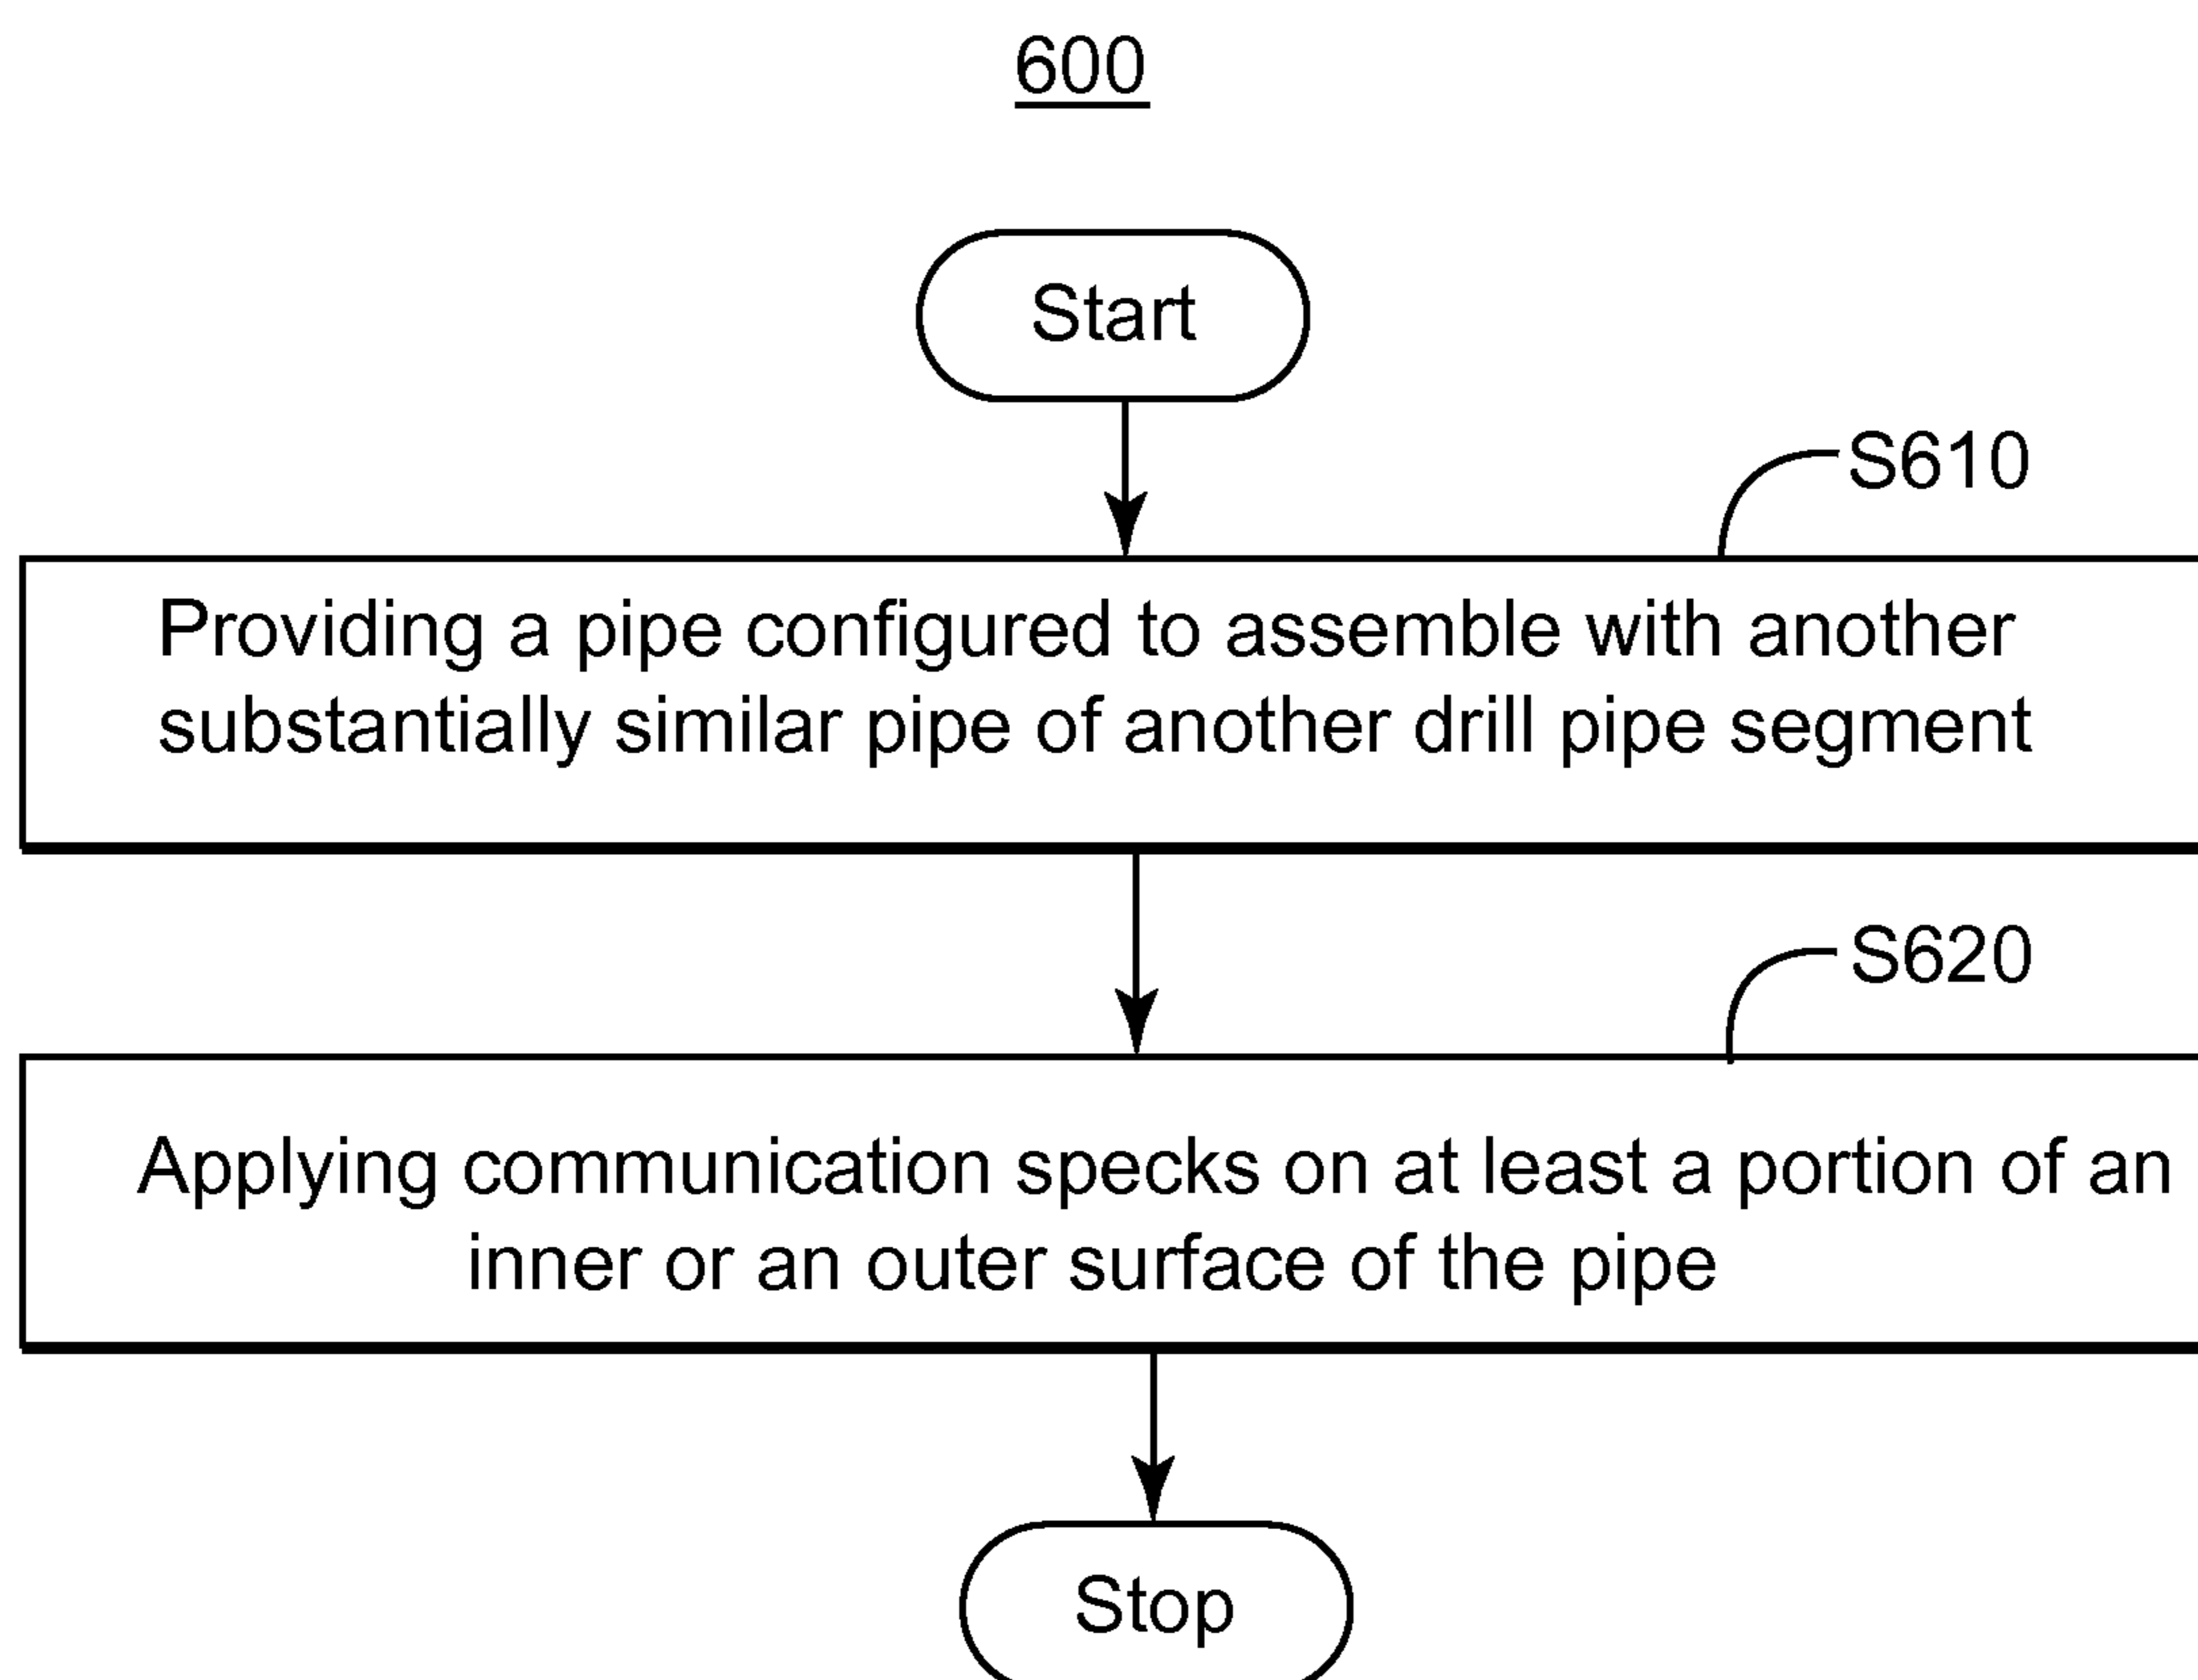 600
Start
S610
Providing a pipe configured to assemble with another
substantially similar pipe of another drill pipe segment
S620
Applying communication specks on at least a portion of an
inner or an outer surface of the pipe
Stop